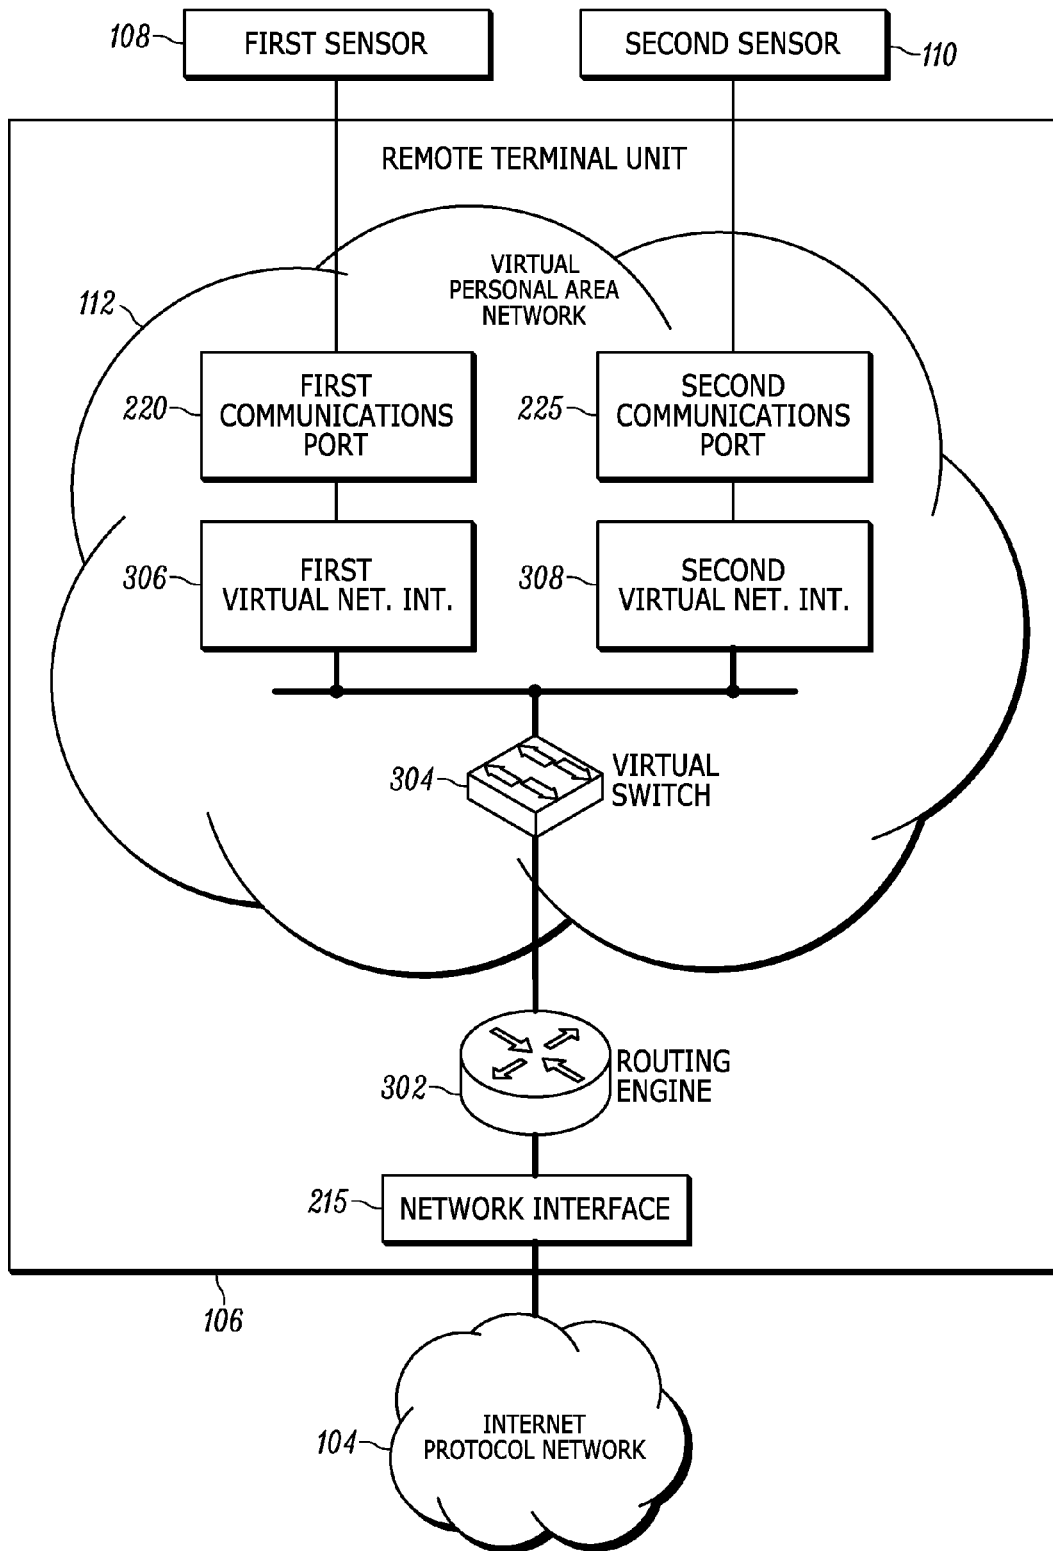 108
FIRST SENSOR
SECOND SENSOR
110
REMOTE TERMINAL UNIT
VIRTUAL
PERSONAL AREA
NETWORK
112
220
FIRST
COMMUNICATIONS
PORT
225
SECOND
COMMUNICATIONS
PORT
306
FIRST
VIRTUAL NET. INT.
308
SECOND
VIRTUAL NET. INT.
304
VIRTUAL
SWITCH
302
ROUTING
ENGINE
215
NETWORK INTERFACE
106
104
INTERNET
PROTOCOL NETWORK